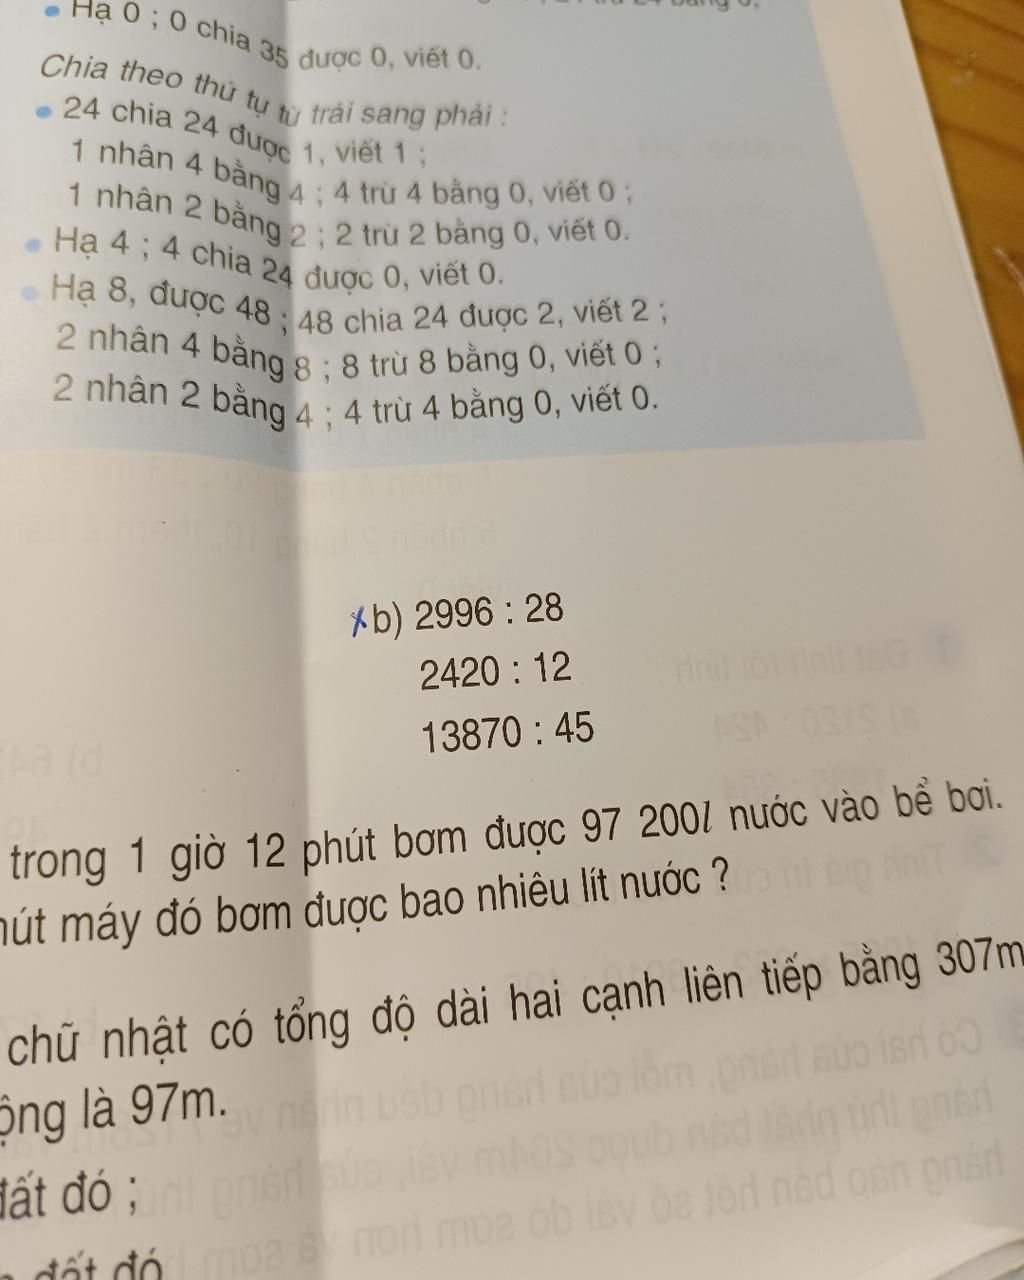 • Hạ 0 ; 0 chia 35 được 0, viết 0.
Chia theo thứ tự từ trái sang phải :
• 24 chia 24 được 1, viết 1 ;
1 nhân 4 bằng 4 ; 4 trừ 4 bằng 0, viết 0 ;
1 nhân 2 bằng 2 ; 2 trừ 2 bằng 0, viết 0.
• Hạ 4 ; 4 chia 24 được 0, viết 0.
• Hạ 8, được 48 ; 48 chia 24 được 2, viết 2 ;
2 nhân 4 bằng 8 ; 8 trừ 8 bằng 0, viết 0 ;
2 nhân 2 bằng 4 ; 4 trừ 4 bằng 0, viết 0.
b) 2996 : 28
2420 : 12
13870 : 45
trong 1 giờ 12 phút bơm được 97 200l nước vào bể bơi.
máy đó bơm được bao nhiêu lít nước ?
chữ nhật có tổng độ dài hai cạnh liên tiếp bằng 307m
là 97m.
đất đó ;
đất đó